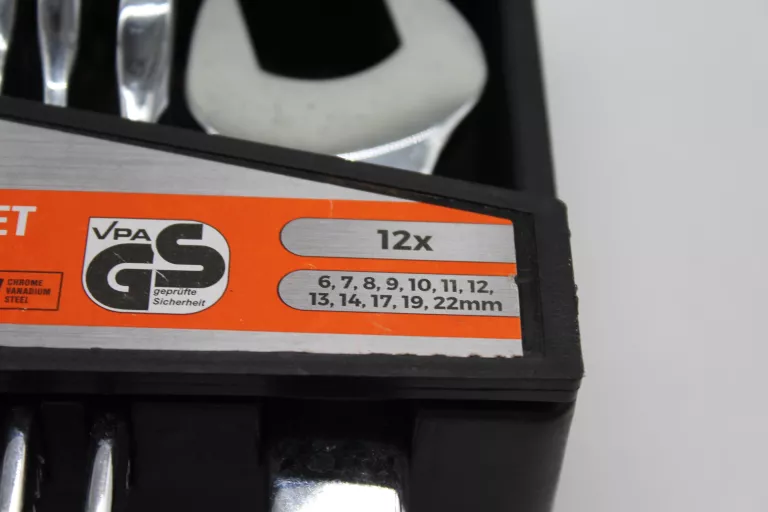 ET
VPA
GS
geprüfte
Sicherheit
CHROME
VANADIUM
STEEL
12x
6, 7, 8, 9, 10, 11, 12,
13, 14, 17, 19, 22mm